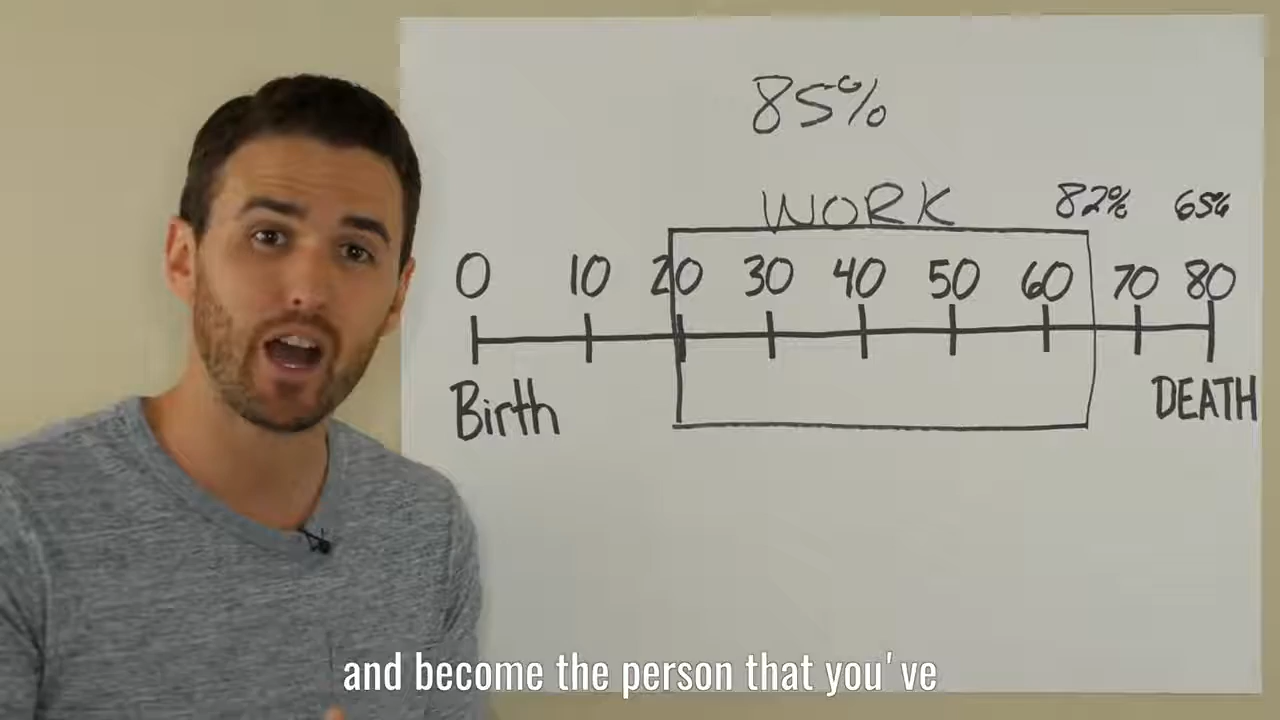 85%
WORK
82% 65%
0 10 20 30 40 50 60 70 80
Birth
DEATH
and become the person that you've